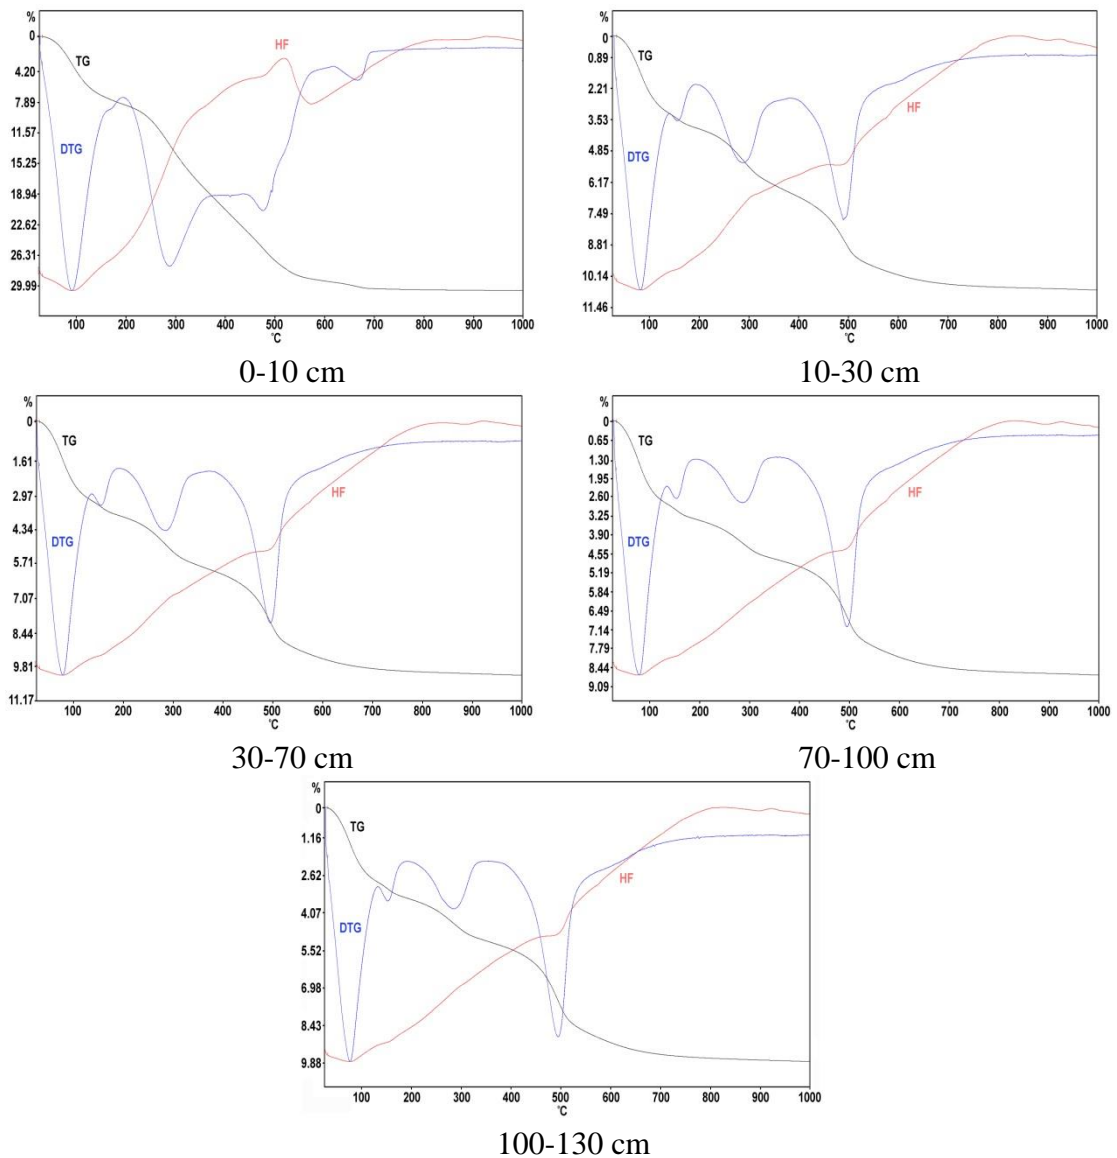 %
0
4.20
7.89
11.57
15.25
18.94
22.62
26.31
29.99
TG
HF
DTG
100 200 300 400 500 600 700 800 900 1000
°C
0-10 cm
%
0
0.89
2.21
3.53
4.85
6.17
7.49
8.81
10.14
11.46
TG
DTG
HF
100 200 300 400 500 600 700 800 900 1000
°C
10-30 cm
%
0
1.61
2.97
4.34
5.71
7.07
8.44
9.81
11.17
TG
HF
DTG
100 200 300 400 500 600 700 800 900 1000
°C
30-70 cm
%
0
0.65
1.30
1.95
2.60
3.25
3.90
4.55
5.19
5.84
6.49
7.14
7.79
8.44
9.09
TG
HF
DTG
100 200 300 400 500 600 700 800 900 1000
°C
70-100 cm
%
0
1.16
2.62
4.07
5.52
6.98
8.43
9.88
TG
HF
DTG
100 200 300 400 500 600 700 800 900 1000
°C
100-130 cm